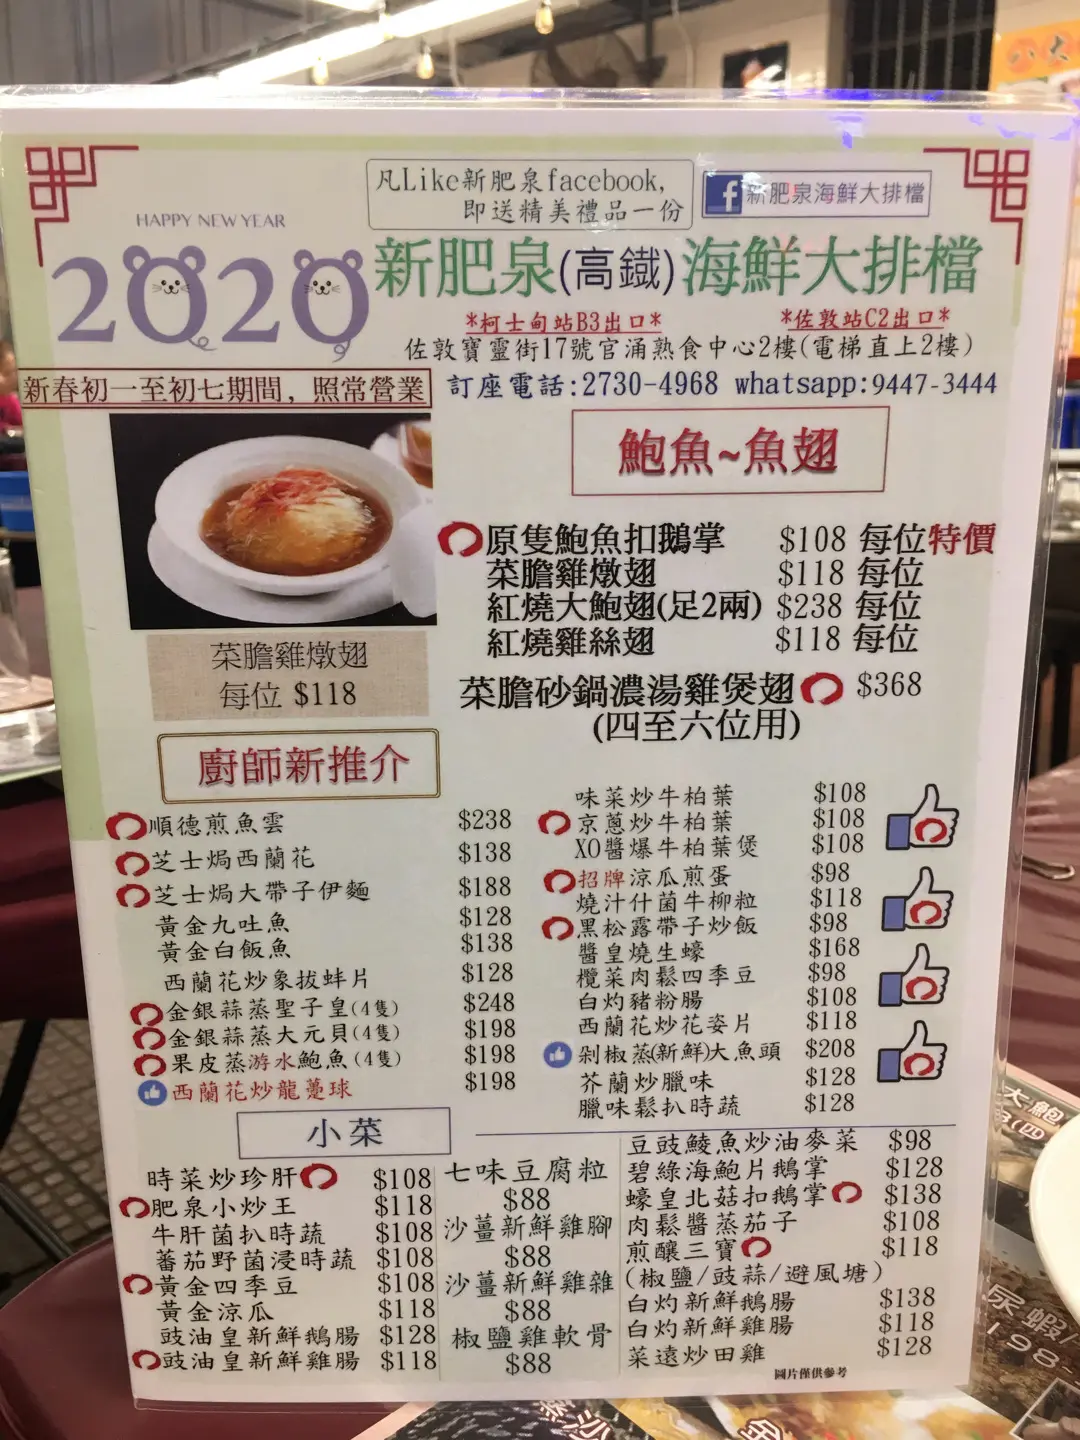 凡Like新肥泉facebook,
即送精美禮品一份
新肥泉海鮮大排檔
HAPPY NEW YEAR
2020
新肥泉(高鐵)海鮮大排檔
*柯士甸站B3出口*
*佐敦站C2出口*
佐敦寶靈街17號官涌熟食中心2樓(電梯直上2樓)
新春初一至初七期間,照常營業
訂座電話:2730-4968 whatsapp:9447-3444
鮑魚~魚翅
原隻鮑魚扣鵝掌 $108 每位特價
菜膽雞燉翅 $118 每位
紅燒大鮑翅(足2兩) $238 每位
紅燒雞絲翅 $118 每位
菜膽砂鍋濃湯雞煲翅 $368
(四至六位用)
菜膽雞燉翅
每位 $118
廚師新推介
順德煎魚雲 $238
芝士焗西蘭花 $138
芝士焗大帶子伊麵 $188
黃金九吐魚 $128
黃金白飯魚 $138
西蘭花炒象拔蚌片 $128
金銀蒜蒸聖子皇(4隻) $248
金銀蒜蒸大元貝(4隻) $198
果皮蒸游水鮑魚(4隻) $198
西蘭花炒龍躉球 $198
味菜炒牛柏葉 $108
京蔥炒牛柏葉 $108
XO醬爆牛柏葉煲 $108
招牌涼瓜煎蛋 $98
燒汁什菌牛柳粒 $118
黑松露帶子炒飯 $98
醬皇燒生蠔 $168
欖菜肉鬆四季豆 $98
白灼豬粉腸 $108
西蘭花炒花姿片 $118
剁椒蒸(新鮮)大魚頭 $208
芥蘭炒臘味 $128
臘味鬆扒時蔬 $128
小菜
時菜炒珍肝 $108
肥泉小炒王 $118
牛肝菌扒時蔬 $108
蕃茄野菌浸時蔬 $108
黃金四季豆 $108
黃金涼瓜 $118
豉油皇新鮮鵝腸 $128
豉油皇新鮮雞腸 $118
七味豆腐粒
$88
沙薑新鮮雞腳
$88
沙薑新鮮雞雜
$88
椒鹽雞軟骨
$88
豆豉鯪魚炒油麥菜 $98
碧綠海鮑片鵝掌 $128
蠔皇北菇扣鵝掌 $138
肉鬆醬蒸茄子 $108
煎釀三寶 $118
(椒鹽/豉蒜/避風塘)
白灼新鮮鵝腸 $138
白灼新鮮雞腸 $118
菜遠炒田雞 $128
圖片僅供參考
八大
大鮑
尿蝦/
198